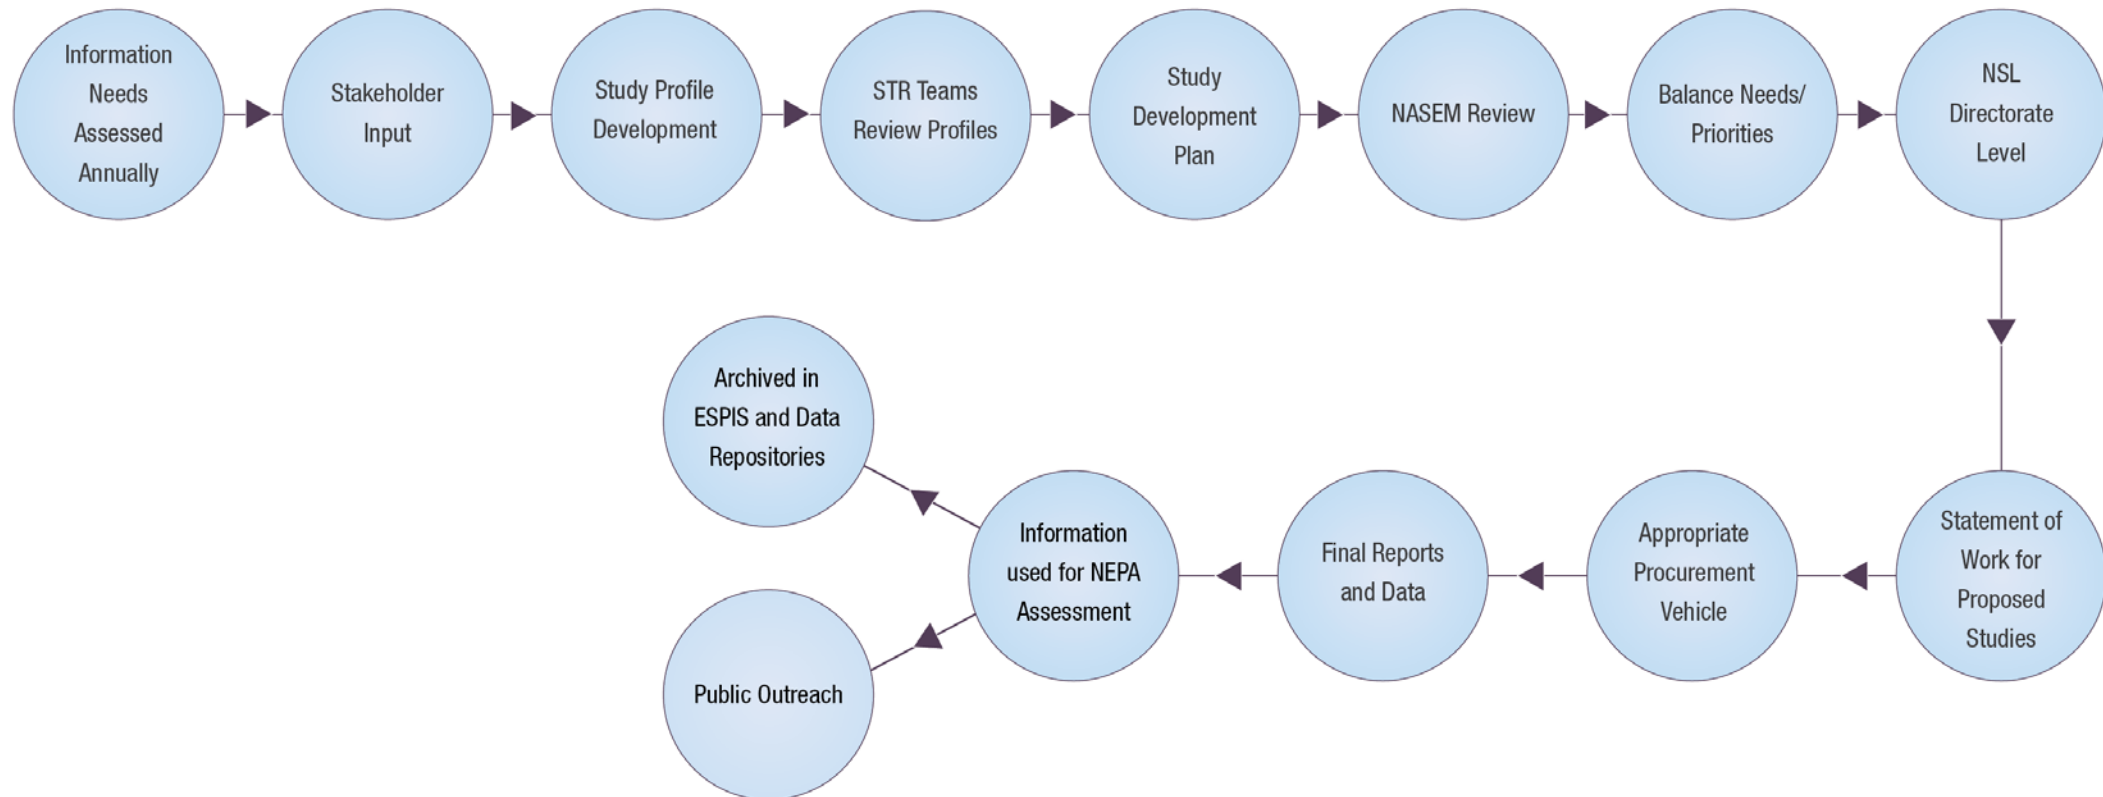 Information
Needs
Assessed
Annually
Stakeholder
Input
Study Profile
Development
STR Teams
Review Profiles
Study
Development
Plan
NASEM Review
Balance Needs/
Priorities
NSL
Directorate
Level
Statement of
Work for
Proposed
Studies
Appropriate
Procurement
Vehicle
Final Reports
and Data
Information
used for NEPA
Assessment
Archived in
ESPIS and Data
Repositories
Public Outreach